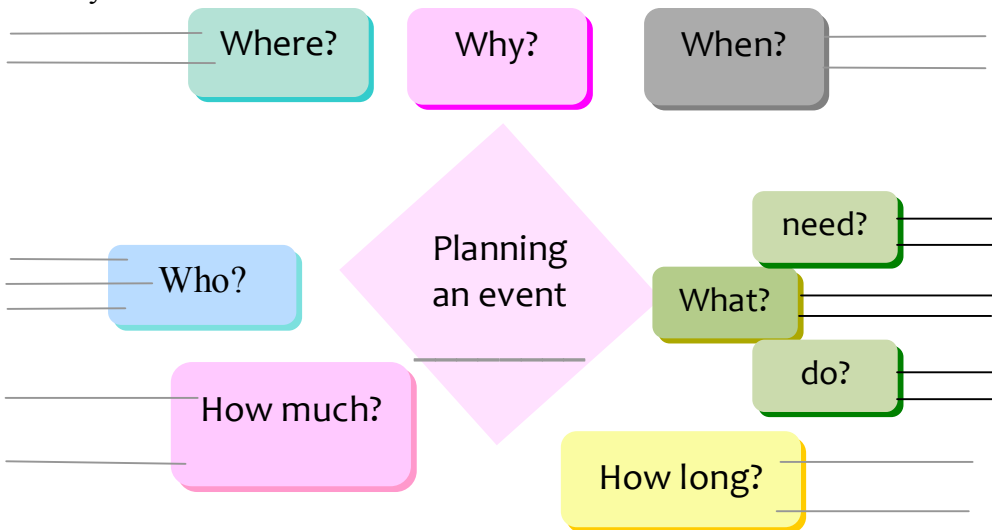 Where?
Why?
When?
need?
Planning
an event
Who?
What?
do?
How much?
How long?